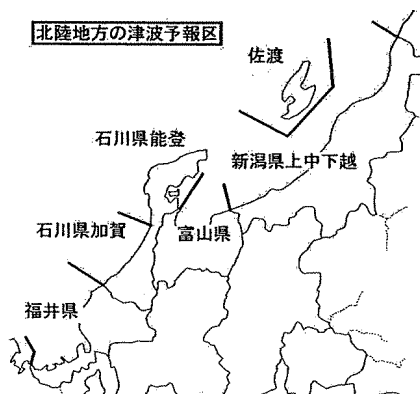 北陸地方の津波予報区
佐渡
石川県能登
新潟県上中下越
石川県加賀
富山県
福井県